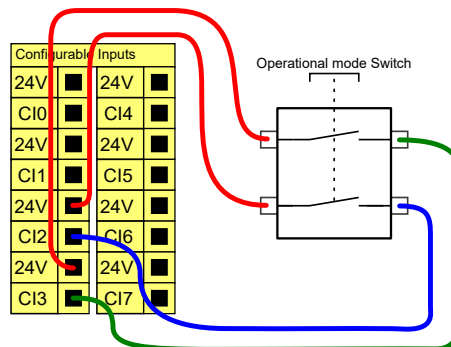 Configurable Inputs
Operational mode Switch
24V 24V
CI0 CI4
24V 24V
CI1 CI5
24V 24V
CI2 CI6
24V 24V
CI3 CI7